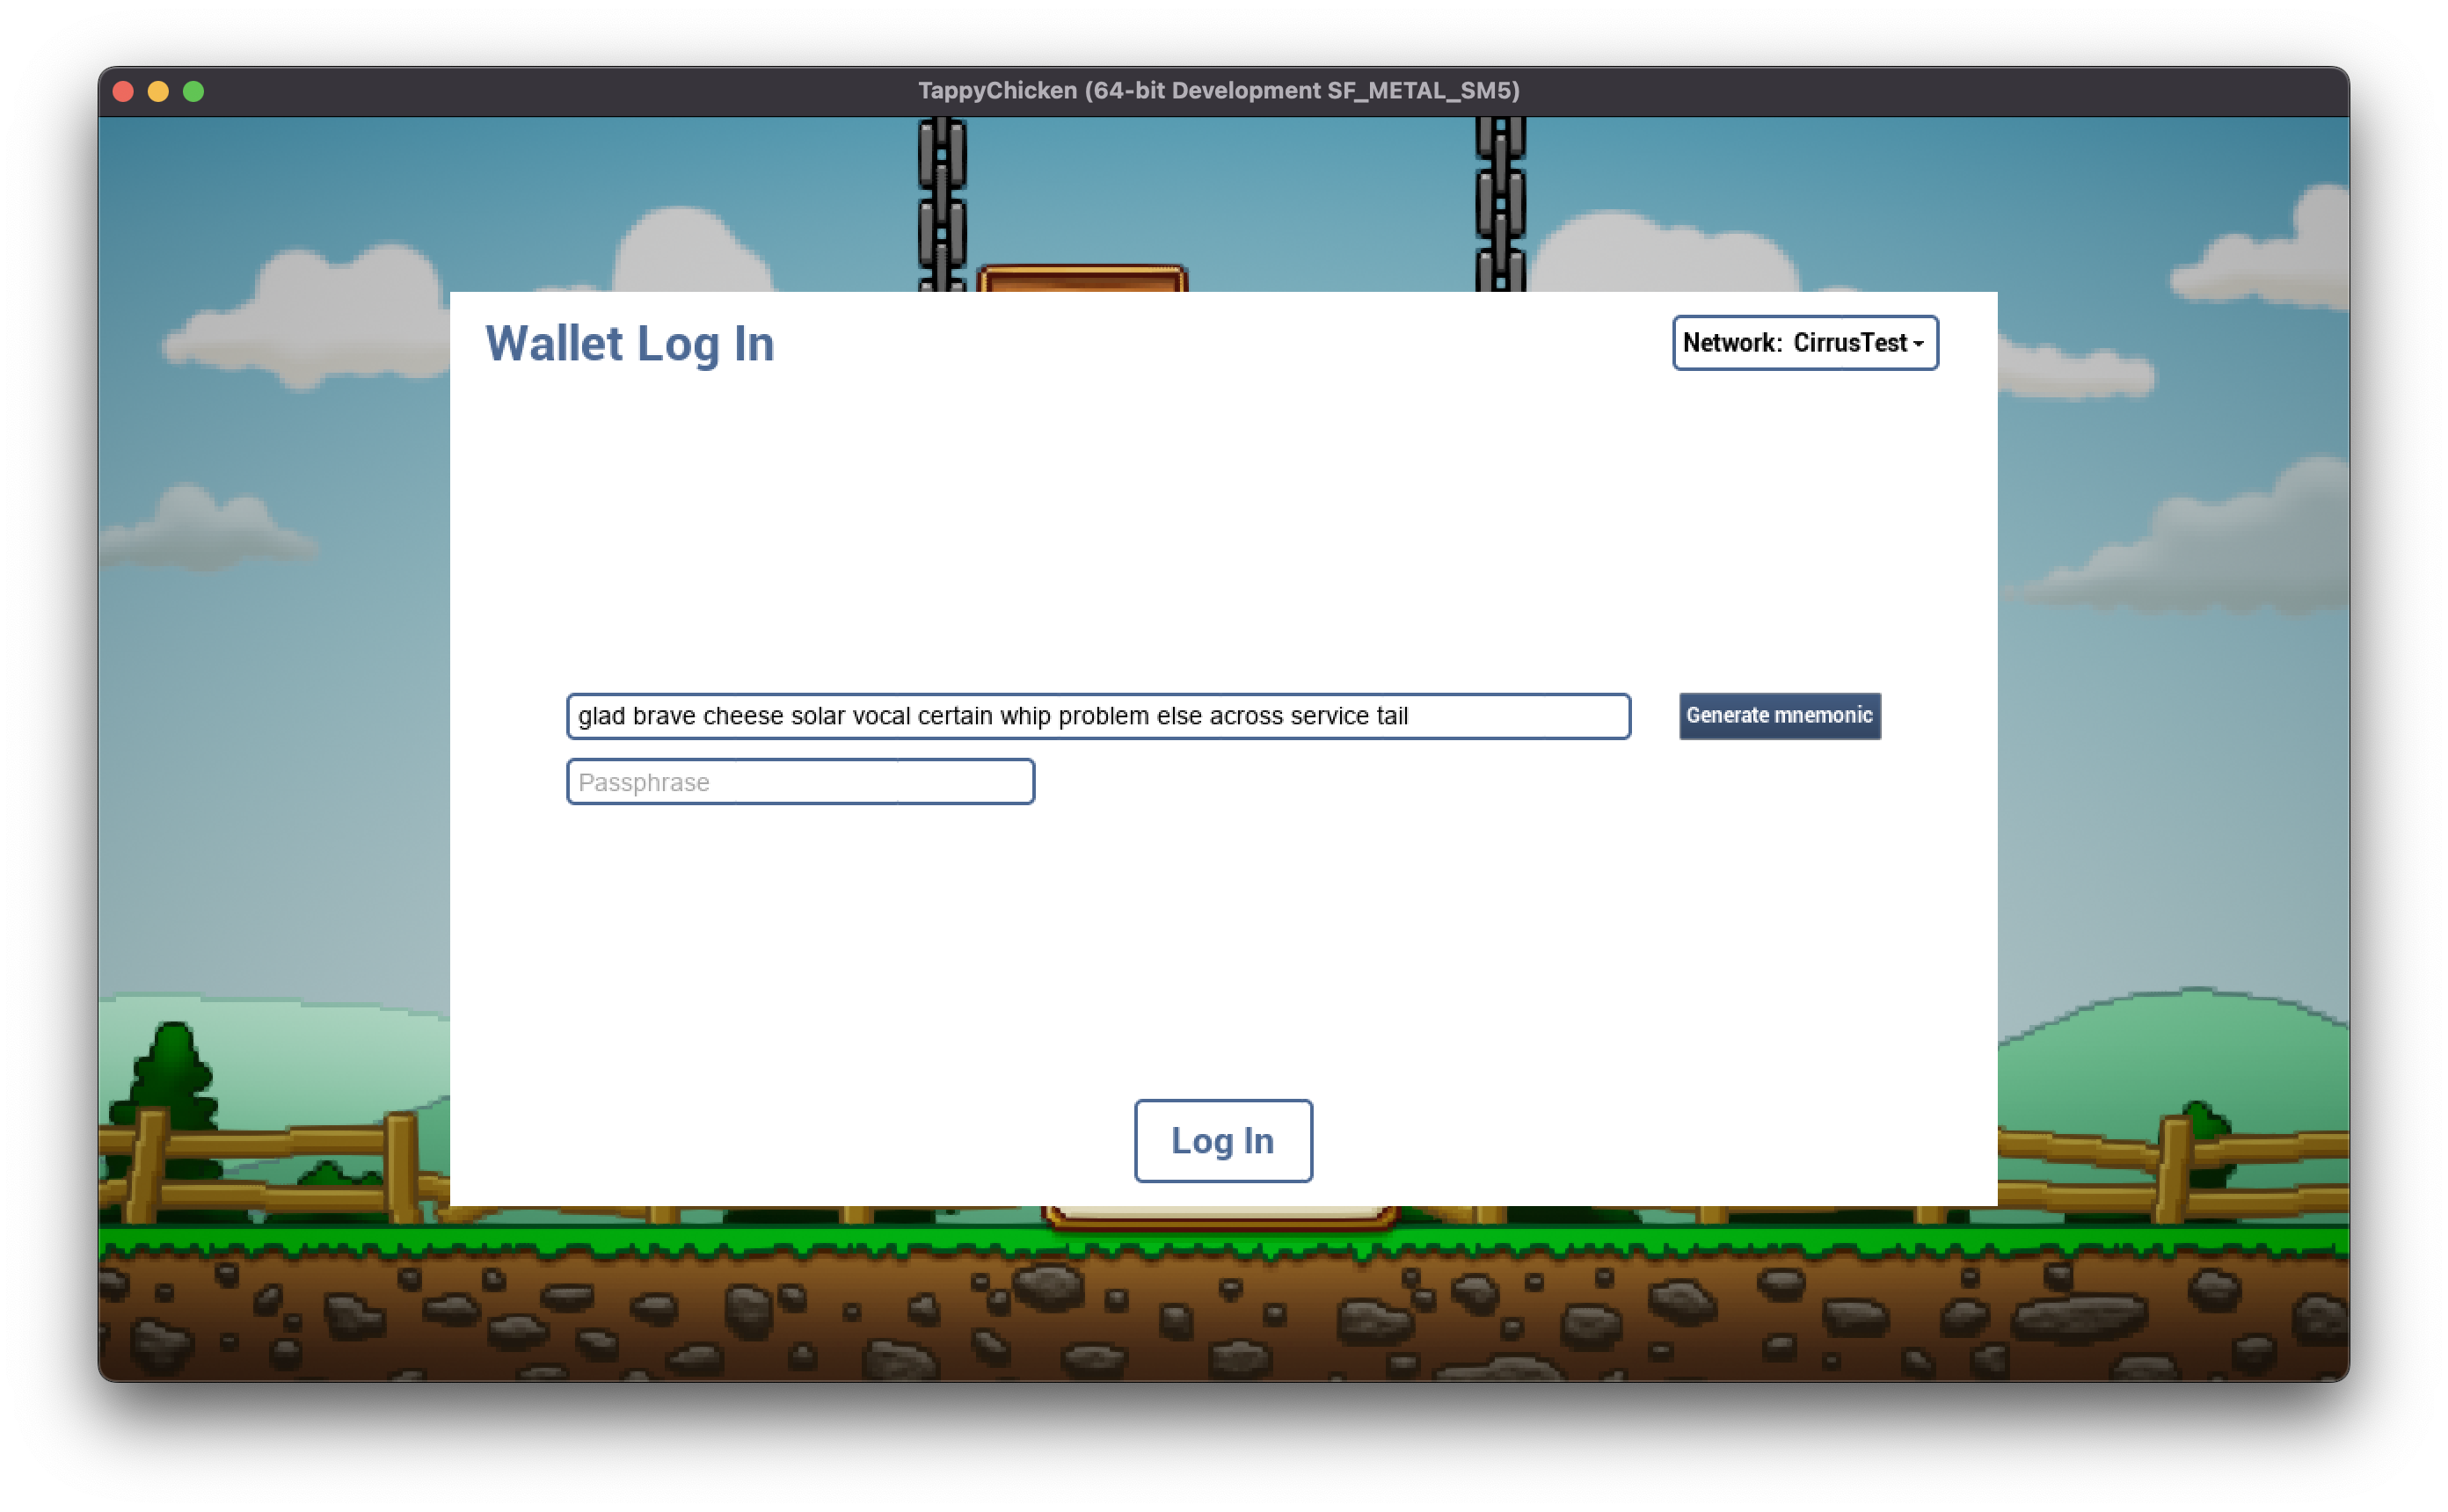 TappyChicken (64-bit Development SF_METAL_SM5)
Wallet Log In
Network: CirrusTest
glad brave cheese solar vocal certain whip problem else across service tail
Generate mnemonic
Passphrase
Log In